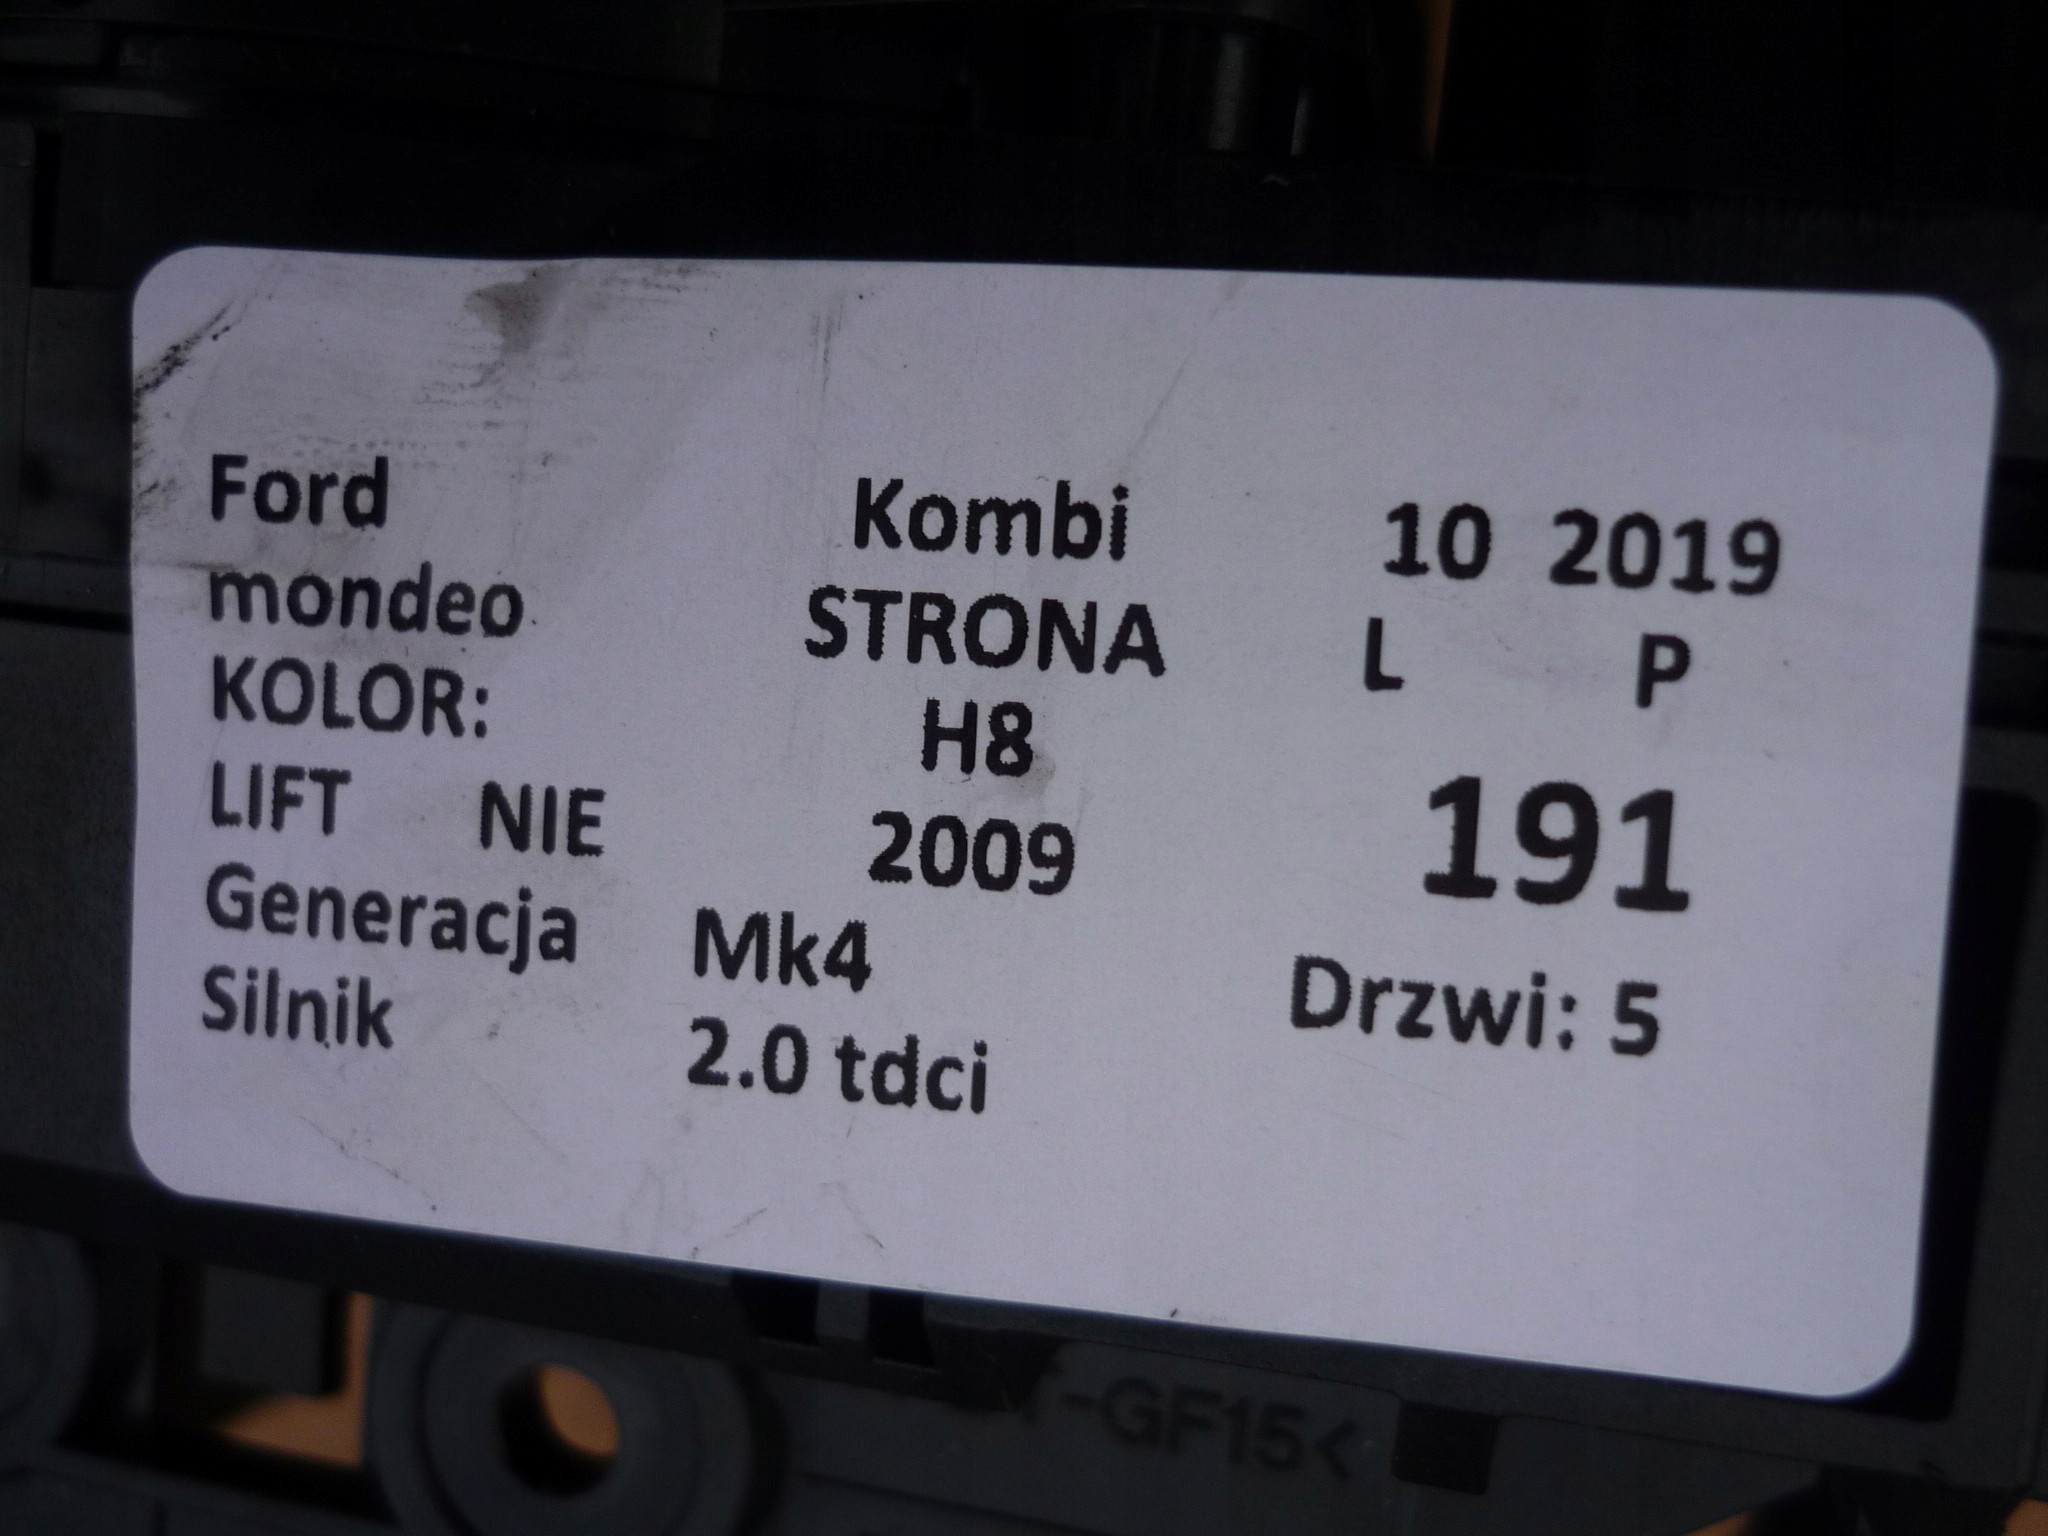 Ford Kombi 10 2019
mondeo STRONA L P
KOLOR: H8
LIFT NIE 2009 191
Generacja Mk4 Drzwi: 5
Silnik 2.0 tdci
-GF15<